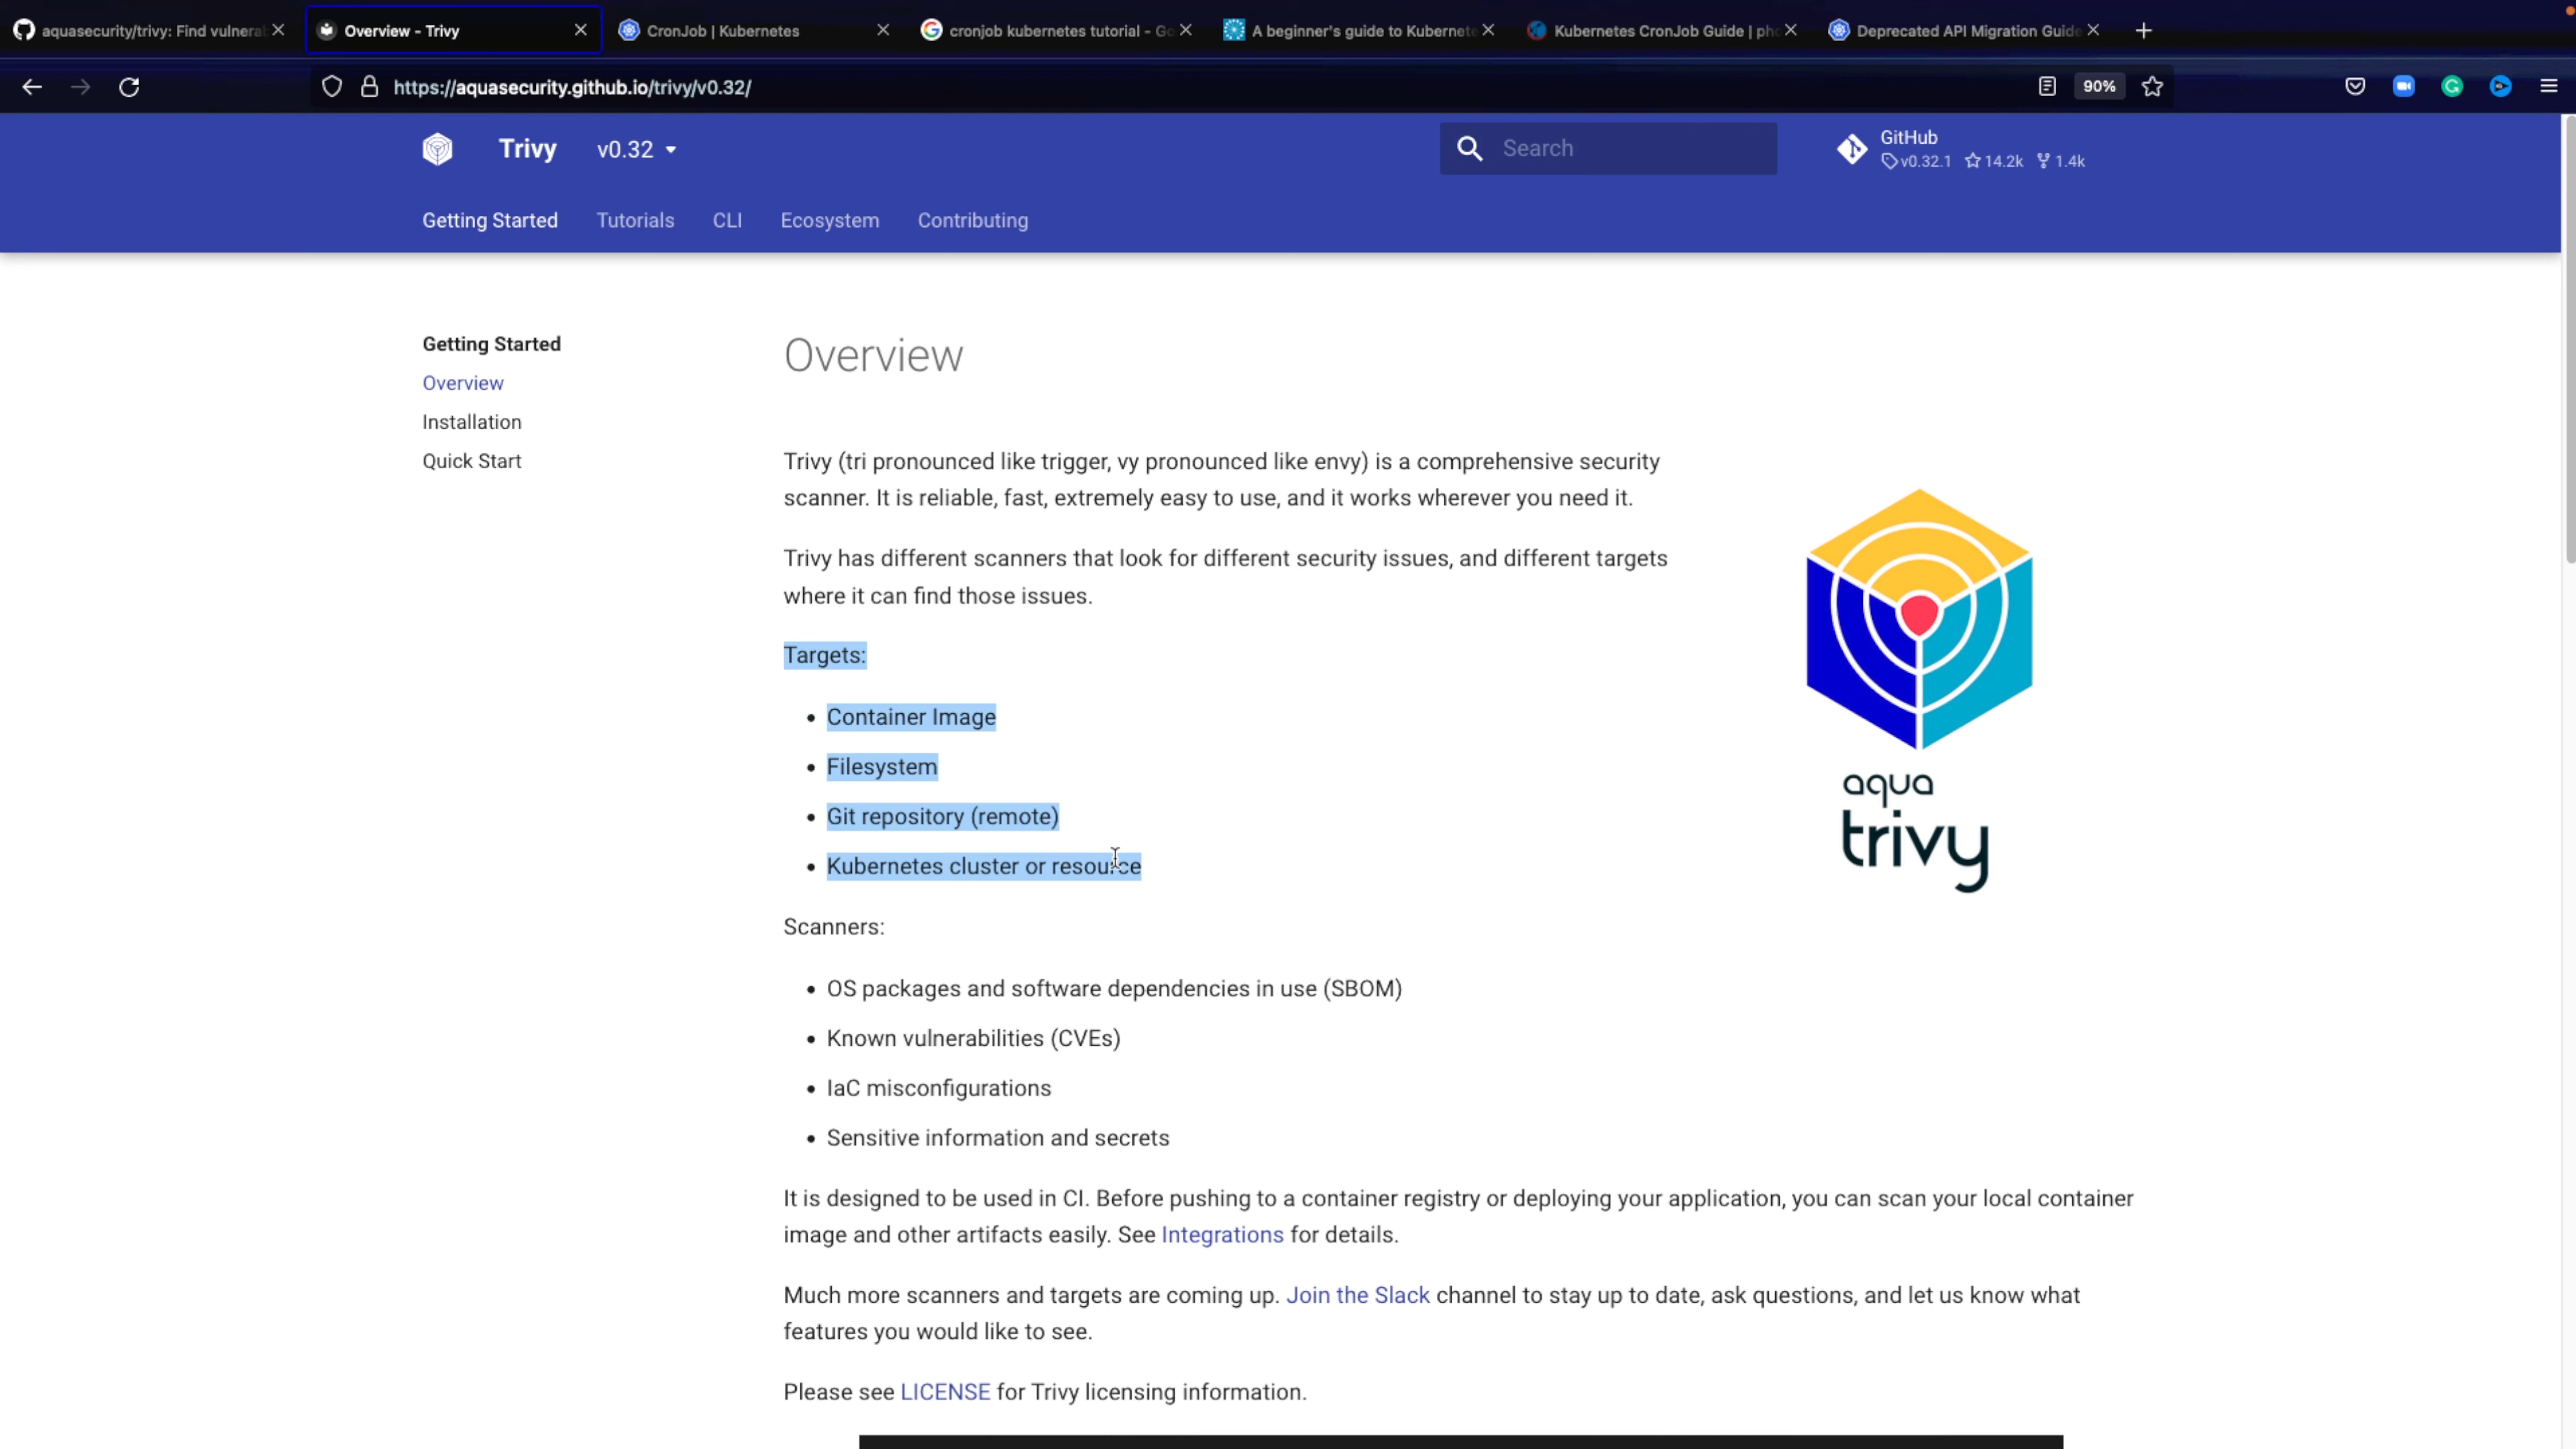 aquasecurity/trivy: Find vulnera
Overview - Trivy
CronJob | Kubernetes
cronjob kubernetes tutorial - Go
A beginner's guide to Kubernete
Kubernetes CronJob Guide | pho
Deprecated API Migration Guide
https://aquasecurity.github.io/trivy/v0.32/
90%
Trivy
v0.32
Search
GitHub
v0.32.1 14.2k 1.4k
Getting Started
Tutorials
CLI
Ecosystem
Contributing
Getting Started
Overview
Installation
Quick Start
Overview
Trivy (tri pronounced like trigger, vy pronounced like envy) is a comprehensive security
scanner. It is reliable, fast, extremely easy to use, and it works wherever you need it.
Trivy has different scanners that look for different security issues, and different targets
where it can find those issues.
Targets:
• Container Image
• Filesystem
• Git repository (remote)
• Kubernetes cluster or resource
aqua
trivy
Scanners:
• OS packages and software dependencies in use (SBOM)
• Known vulnerabilities (CVEs)
• IaC misconfigurations
• Sensitive information and secrets
It is designed to be used in CI. Before pushing to a container registry or deploying your application, you can scan your local container
image and other artifacts easily. See Integrations for details.
Much more scanners and targets are coming up. Join the Slack channel to stay up to date, ask questions, and let us know what
features you would like to see.
Please see LICENSE for Trivy licensing information.